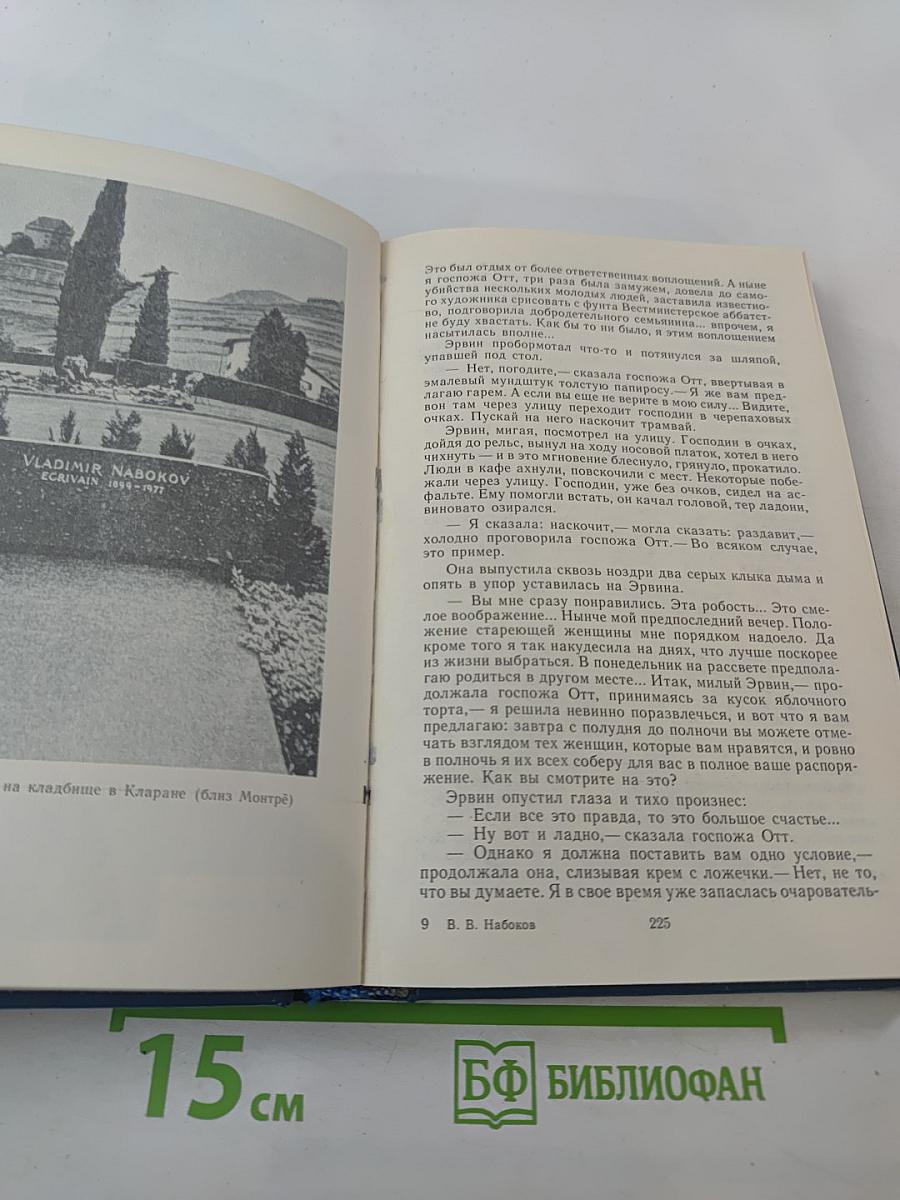 VLADIMIR NABOKOV
ECRIVAIN 1899–1977
на кладбище в Кларане (близ Монтрё)
Это был отдых от более ответственных воплощений. А ныне
я госпожа Отт, три раза была замужем, довела до само-
убийства нескольких молодых людей, заставила известно-
го художника срисовать с фунта Вестминстерское аббатст-
во, подговорила добродетельного семьянина... впрочем, я
не буду хвастать. Как бы то ни было, я этим воплощением
насытилась вполне...
Эрвин пробормотал что-то и потянулся за шляпой,
упавшей под стол.
— Нет, погодите,— сказала госпожа Отт, ввертывая в
эмалевый мундштук толстую папиросу.— Я же вам пред-
лагаю гарем. А если вы еще не верите в мою силу... Видите,
вон там через улицу переходит господин в черепаховых
очках. Пускай на него наскочит трамвай.
Эрвин, мигая, посмотрел на улицу. Господин в очках,
дойдя до рельс, вынул на ходу носовой платок, хотел в него
чихнуть — и в это мгновение блеснуло, грянуло, прокатило.
Люди в кафе ахнули, повскочили с мест. Некоторые побе-
жали через улицу. Господин, уже без очков, сидел на ас-
фальте. Ему помогли встать, он качал головой, тер ладони,
виновато озирался.
— Я сказала: наскочит,— могла сказать: раздавит,—
холодно проговорила госпожа Отт.— Во всяком случае,
это пример.
Она выпустила сквозь ноздри два серых клыка дыма и
опять в упор уставилась на Эрвина.
— Вы мне сразу понравились. Эта робость... Это сме-
лое воображение... Нынче мой предпоследний вечер. Поло-
жение стареющей женщины мне порядком надоело. Да
кроме того я так накудесила на днях, что лучше поскорее
из жизни выбраться. В понедельник на рассвете предпола-
гаю родиться в другом месте... Итак, милый Эрвин,— про-
должала госпожа Отт, принимаясь за кусок яблочного
торта,— я решила невинно поразвлечься, и вот что я вам
предлагаю: завтра с полудня до полночи вы можете отме-
чать взглядом тех женщин, которые вам нравятся, и ровно
в полночь я их всех соберу для вас в полное ваше распоря-
жение. Как вы смотрите на это?
Эрвин опустил глаза и тихо произнес:
— Если все это правда, то это большое счастье...
— Ну вот и ладно,— сказала госпожа Отт.
— Однако я должна поставить вам одно условие,—
продолжала она, слизывая крем с ложечки.— Нет, не то,
что вы думаете. Я в свое время уже запаслась очарователь-
9 В. В. Набоков 225
15 см
БФ БИБЛИОФАН